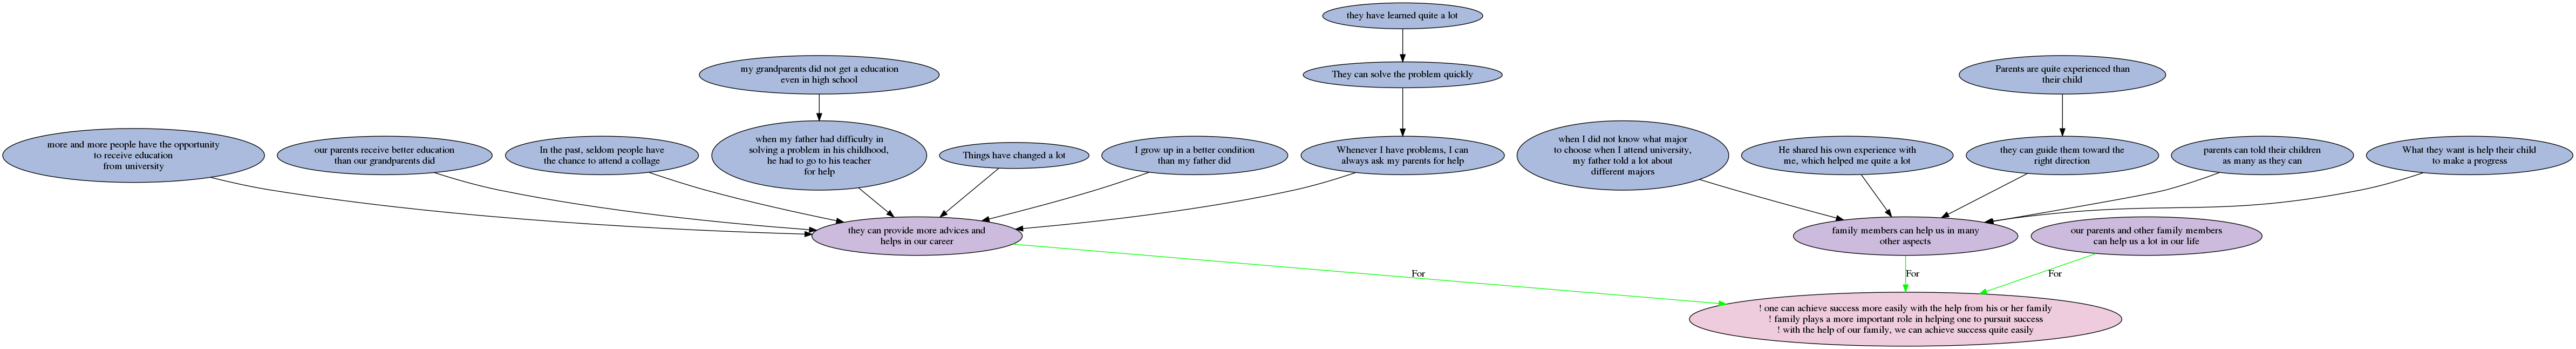 they have learned quite a lot
my grandparents did not get a education
even in high school
They can solve the problem quickly
Parents are quite experienced than
their child
more and more people have the opportunity
to receive education
from university
our parents receive better education
than our grandparents did
In the past, seldom people have
the chance to attend a collage
when my father had difficulty in
solving a problem in his childhood,
he had to go to his teacher
for help
Things have changed a lot
I grow up in a better condition
than my father did
Whenever I have problems, I can
always ask my parents for help
when I did not know what major
to choose when I attend university,
my father told a lot about
different majors
He shared his own experience with
me, which helped me quite a lot
they can guide them toward the
right direction
parents can told their children
as many as they can
What they want is help their child
to make a progress
they can provide more advices and
helps in our career
family members can help us in many
other aspects
our parents and other family members
can help us a lot in our life
For
For
For
! one can achieve success more easily with the help from his or her family
! family plays a more important role in helping one to pursuit success
! with the help of our family, we can achieve success quite easily